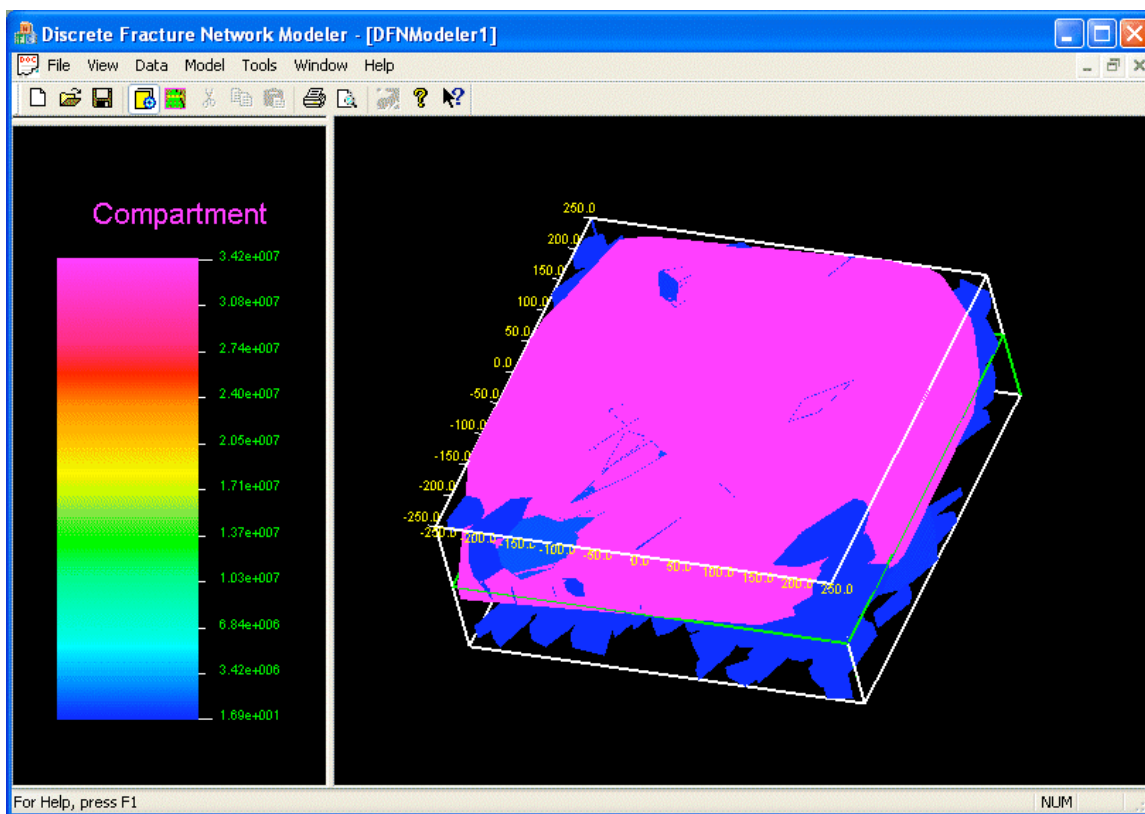 Discrete Fracture Network Modeler - [DFNModeler1]
DOC File View Data Model Tools Window Help
Compartment
3.42e+007
3.08e+007
2.74e+007
2.40e+007
2.05e+007
1.71e+007
1.37e+007
1.03e+007
6.84e+006
3.42e+006
1.69e+001
250.0
200.0
150.0
100.0
50.0
0.0
-50.0
-100.0
-150.0
-200.0
-250.0
-250.0 -200.0 -150.0 -100.0 -50.0 0.0 50.0 100.0 150.0 200.0 250.0
For Help, press F1
NUM